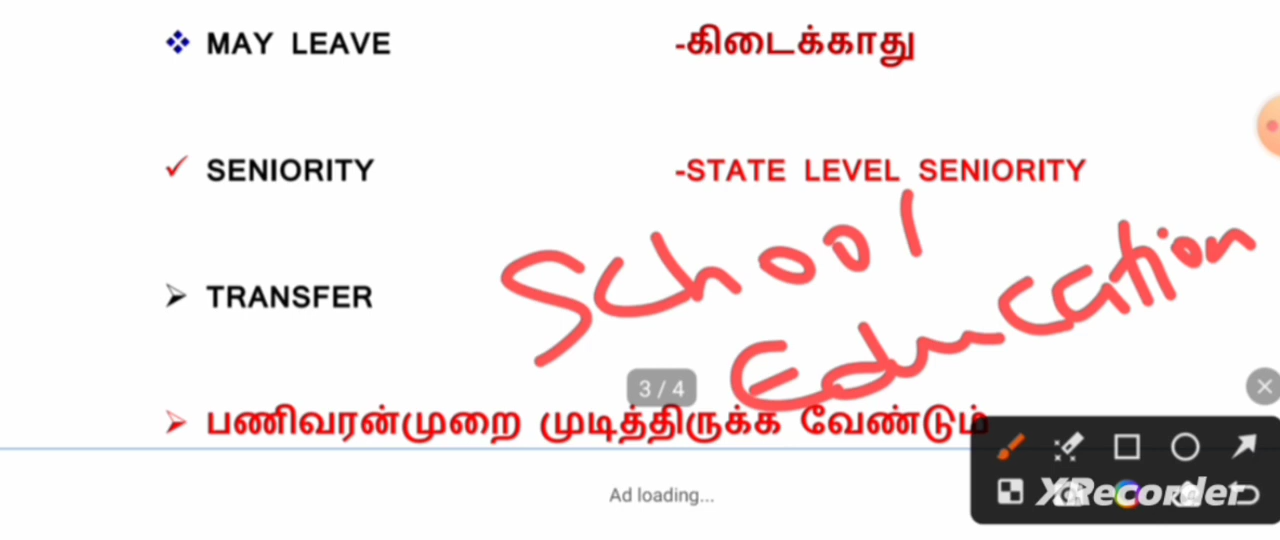 MAY LEAVE -கிடைக்காது
SENIORITY -STATE LEVEL SENIORITY
School
TRANSFER
Education
3 / 4
பணிவரன்முறை முடித்திருக்க வேண்டும்
XRecorder
Ad loading...